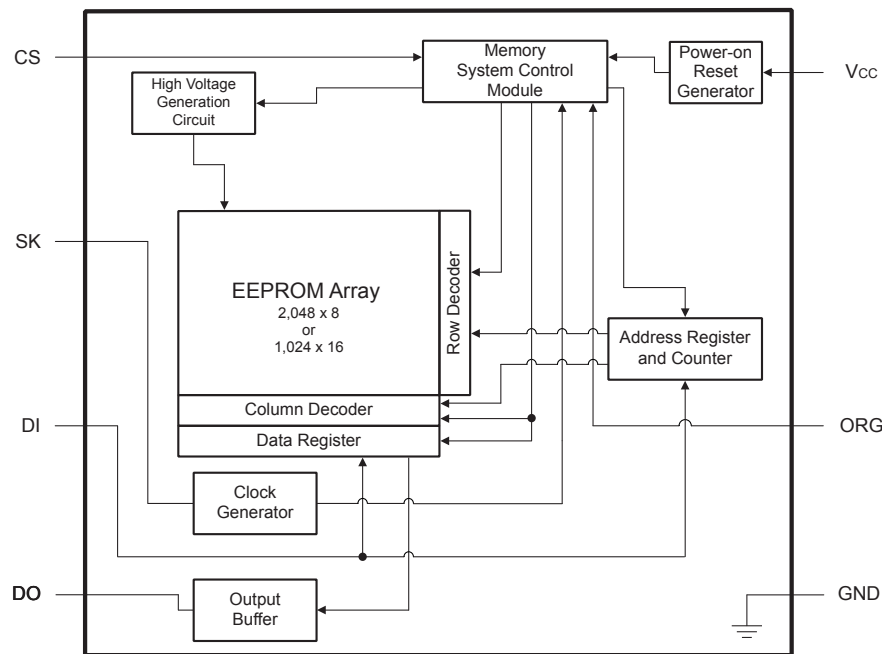 CS
Memory
System Control
Module
Power-on
Reset
Generator
VCC
High Voltage
Generation
Circuit
SK
EEPROM Array
2,048 x 8
or
1,024 x 16
Row Decoder
Address Register
and Counter
Column Decoder
DI
Data Register
ORG
Clock
Generator
DO
Output
Buffer
GND